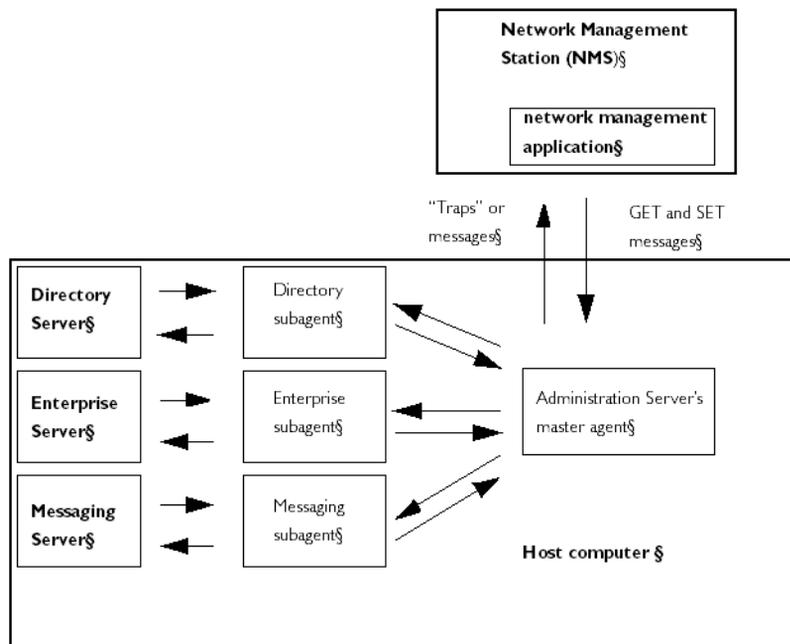 Network Management
Station (NMS)§
network management
application§
“Traps” or
messages§
GET and SET
messages§
Directory
Server§
Directory
subagent§
Enterprise
Server§
Enterprise
subagent§
Administration Server's
master agent§
Messaging
Server§
Messaging
subagent§
Host computer §